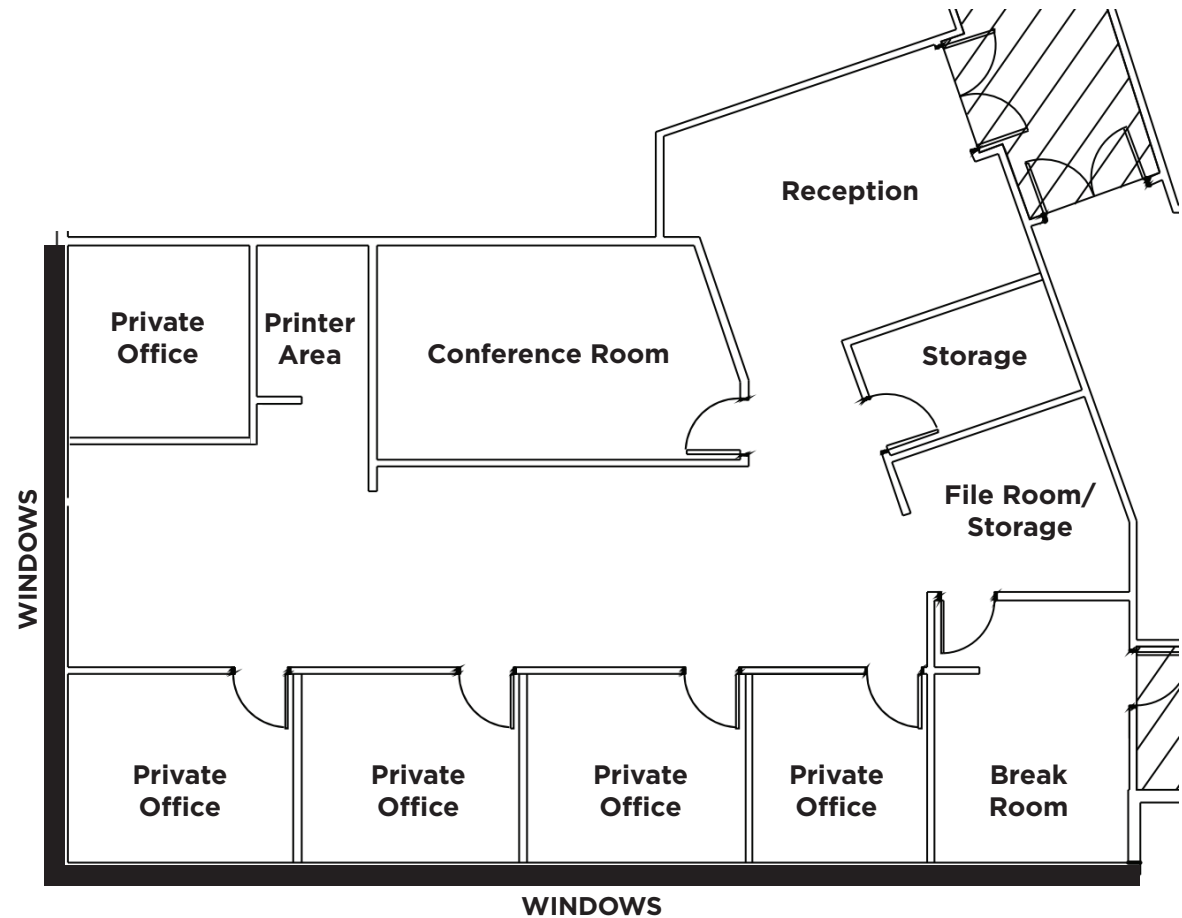 Reception
Private
Office
Printer
Area
Conference Room
Storage
File Room/
Storage
WINDOWS
Private
Office
Private
Office
Private
Office
Private
Office
Break
Room
WINDOWS